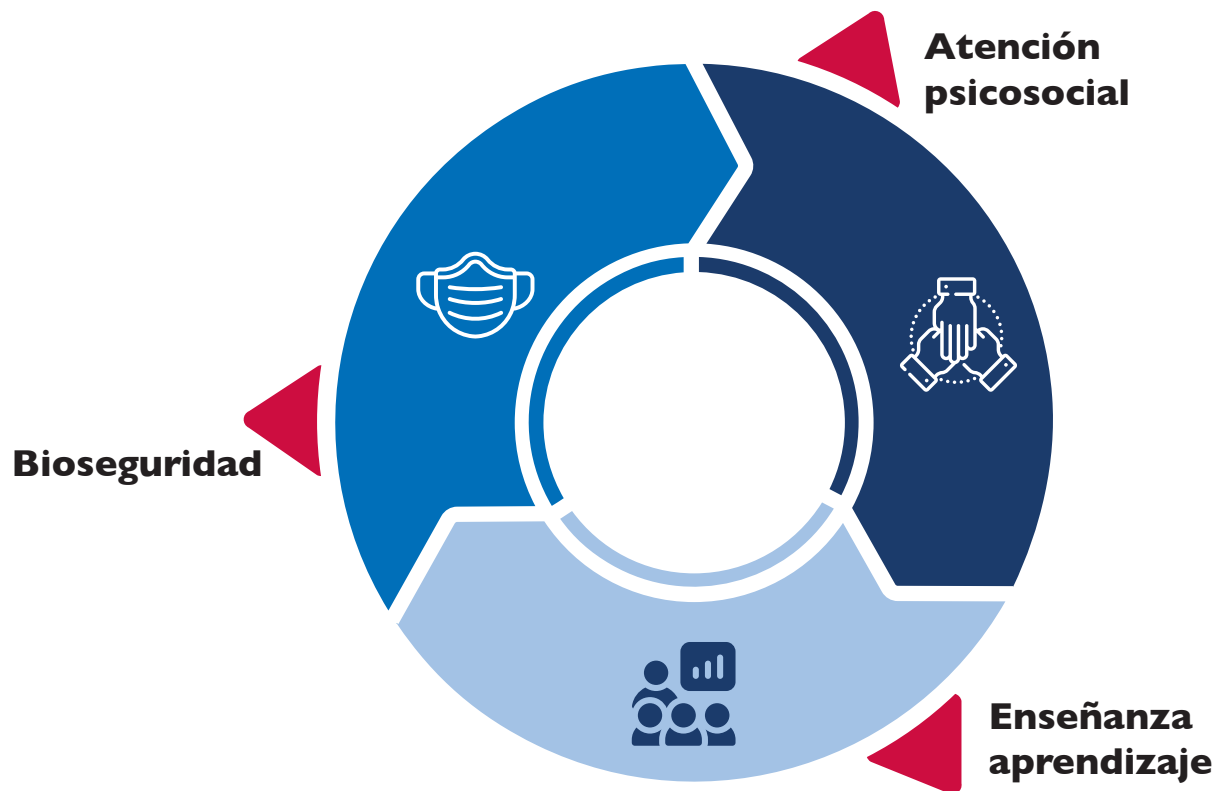 Atención
psicosocial
Bioseguridad
Enseñanza
aprendizaje